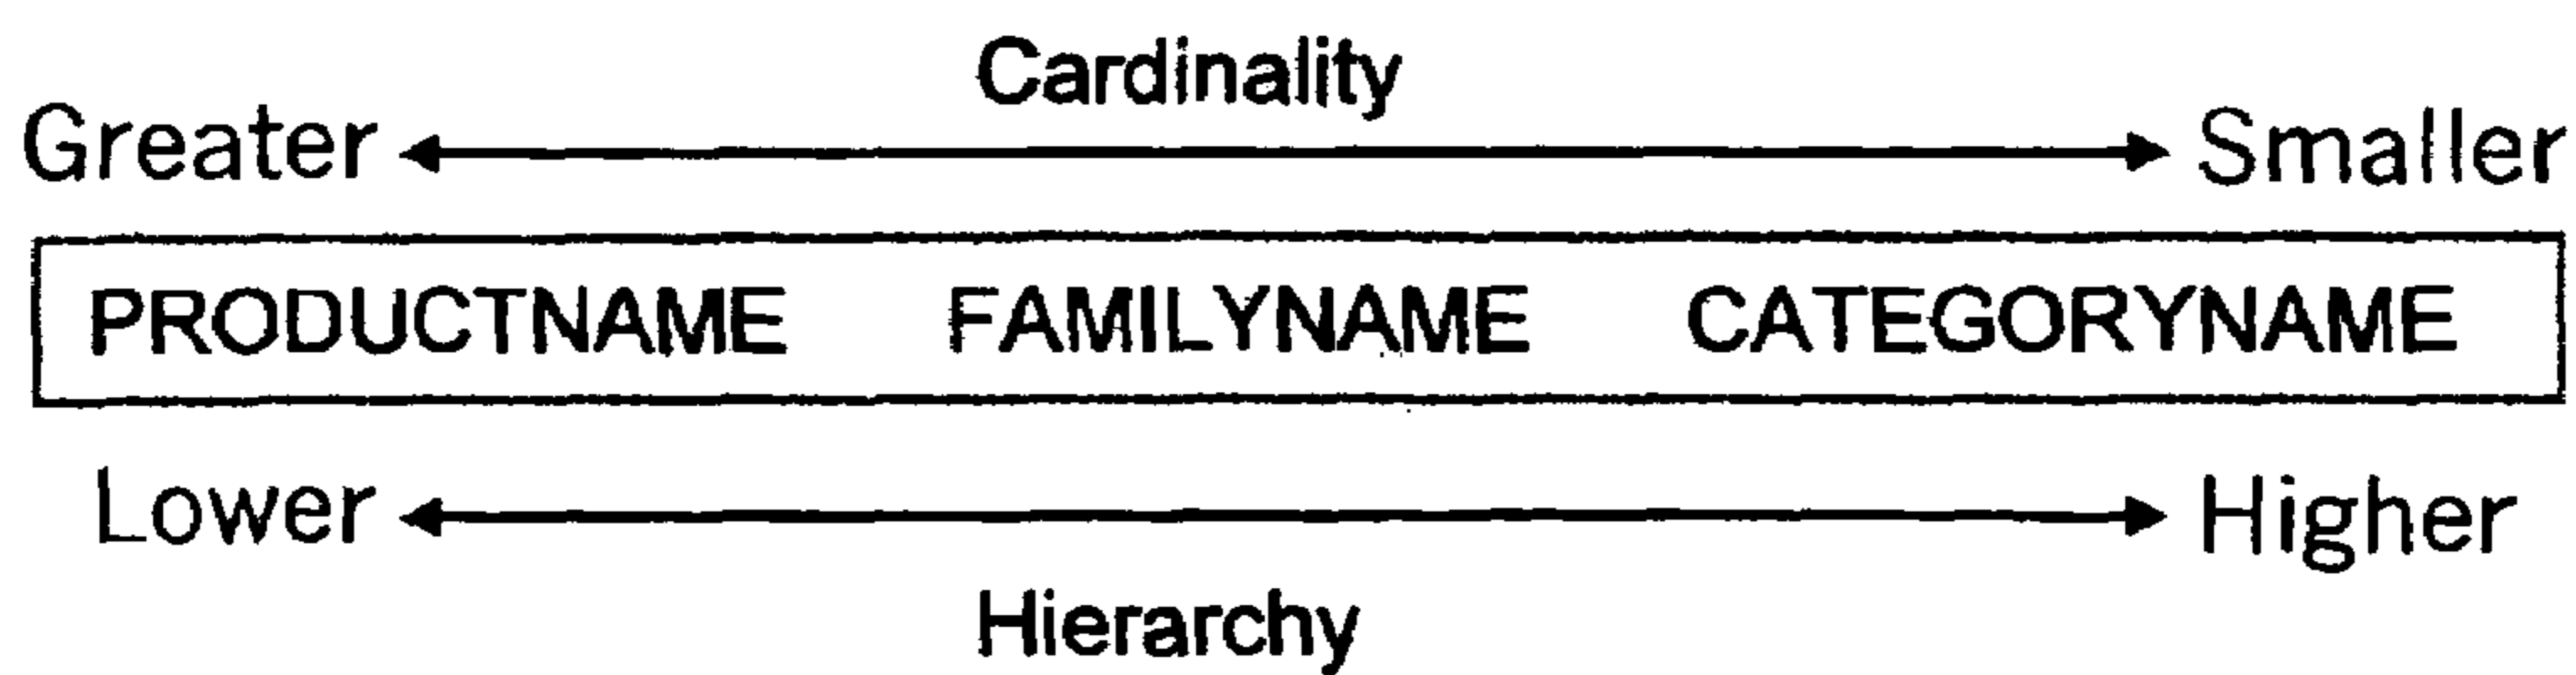 Cardinality
Greater Smaller
PRODUCTNAME FAMILYNAME CATEGORYNAME
Lower Higher
Hierarchy